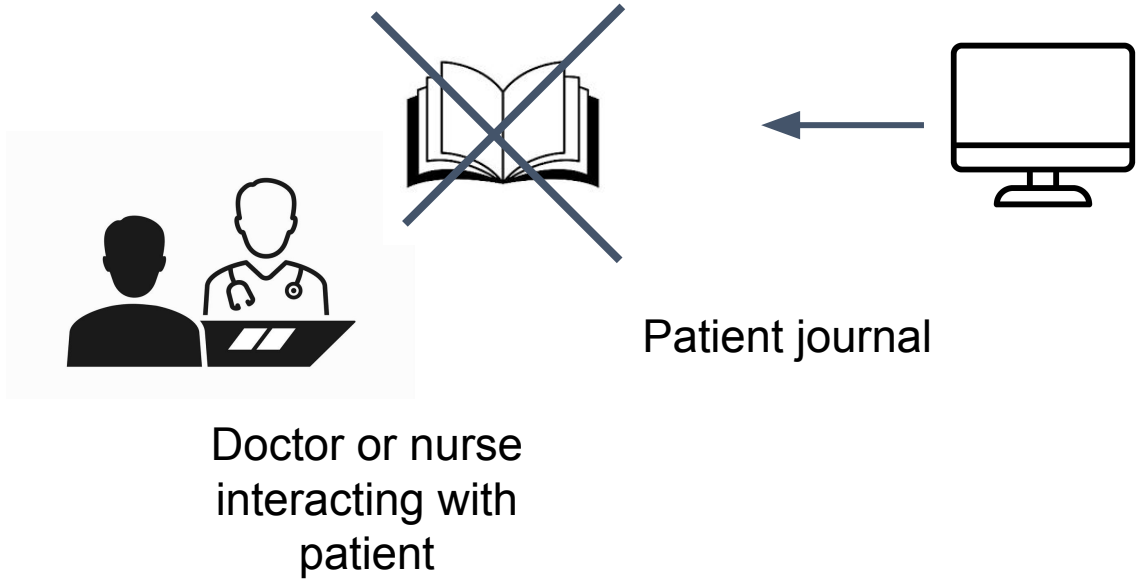 Patient journal
Doctor or nurse
interacting with
patient